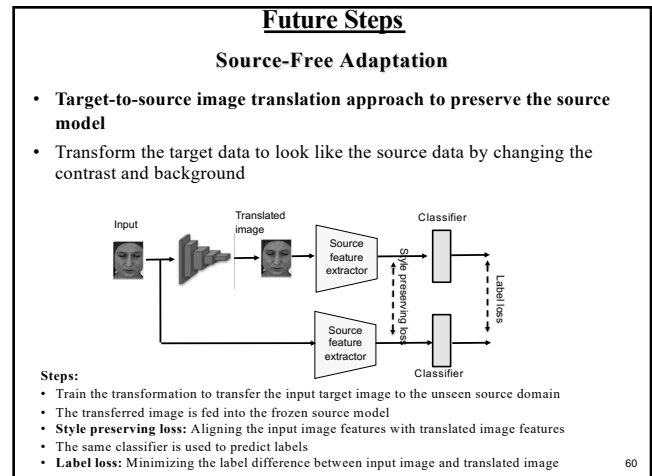 Future Steps
Source-Free Adaptation
• Target-to-source image translation approach to preserve the source
model
• Transform the target data to look like the source data by changing the
contrast and background
Input
Translated
image
Classifier
Source
feature
extractor
Style preserving loss
Label loss
Source
feature
extractor
Classifier
Steps:
• Train the transformation to transfer the input target image to the unseen source domain
• The transferred image is fed into the frozen source model
• Style preserving loss: Aligning the input image features with translated image features
• The same classifier is used to predict labels
• Label loss: Minimizing the label difference between input image and translated image
60